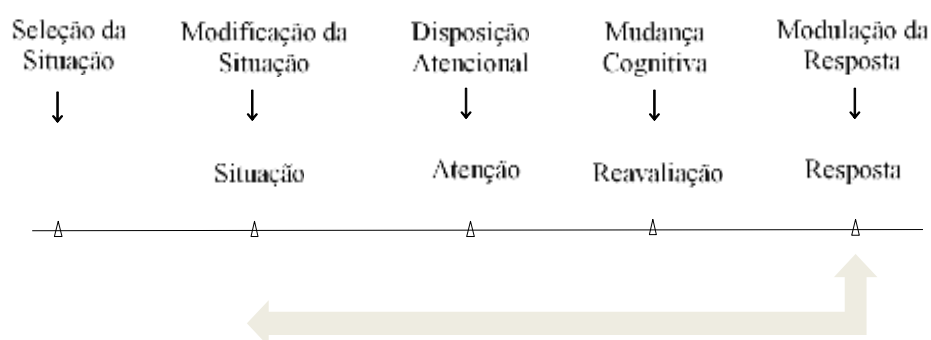 Seleção da
Situação
Modificação da
Situação
Disposição
Atencional
Mudança
Cognitiva
Modulação da
Resposta
Situação
Atenção
Reavaliação
Resposta